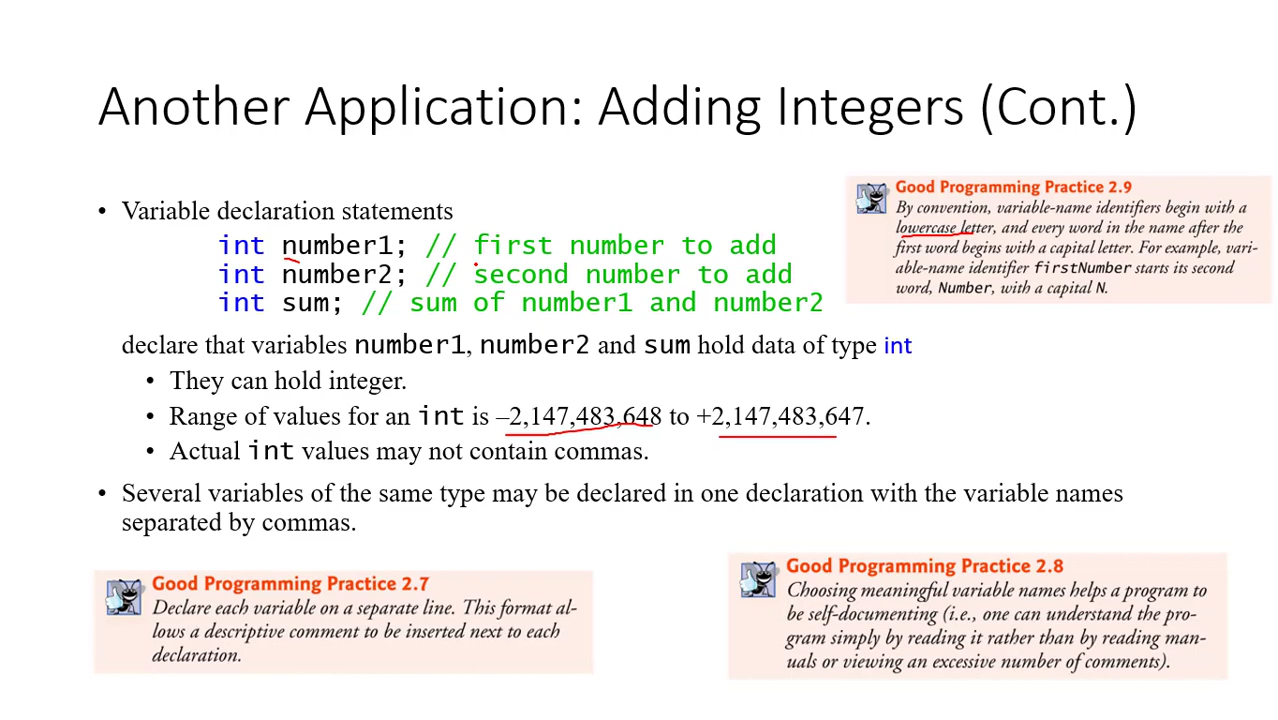 Another Application: Adding Integers (Cont.)
• Variable declaration statements
int number1; // first number to add
int number2; // second number to add
int sum; // sum of number1 and number2
declare that variables number1, number2 and sum hold data of type int
• They can hold integer.
• Range of values for an int is –2,147,483,648 to +2,147,483,647.
• Actual int values may not contain commas.
• Several variables of the same type may be declared in one declaration with the variable names
separated by commas.
Good Programming Practice 2.9
By convention, variable-name identifiers begin with a
lowercase letter, and every word in the name after the
first word begins with a capital letter. For example, vari-
able-name identifier firstNumber starts its second
word, Number, with a capital N.
Good Programming Practice 2.7
Declare each variable on a separate line. This format al-
lows a descriptive comment to be inserted next to each
declaration.
Good Programming Practice 2.8
Choosing meaningful variable names helps a program to
be self-documenting (i.e., one can understand the pro-
gram simply by reading it rather than by reading man-
uals or viewing an excessive number of comments).